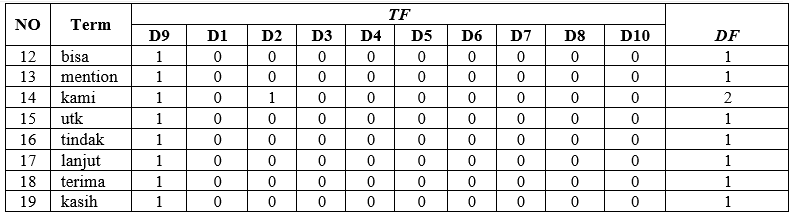 NO Term TF DF
D9 D1 D2 D3 D4 D5 D6 D7 D8 D10
12 bisa 1 0 0 0 0 0 0 0 0 0 1
13 mention 1 0 0 0 0 0 0 0 0 0 1
14 kami 1 0 1 0 0 0 0 0 0 0 2
15 utk 1 0 0 0 0 0 0 0 0 0 1
16 tindak 1 0 0 0 0 0 0 0 0 0 1
17 lanjut 1 0 0 0 0 0 0 0 0 0 1
18 terima 1 0 0 0 0 0 0 0 0 0 1
19 kasih 1 0 0 0 0 0 0 0 0 0 1